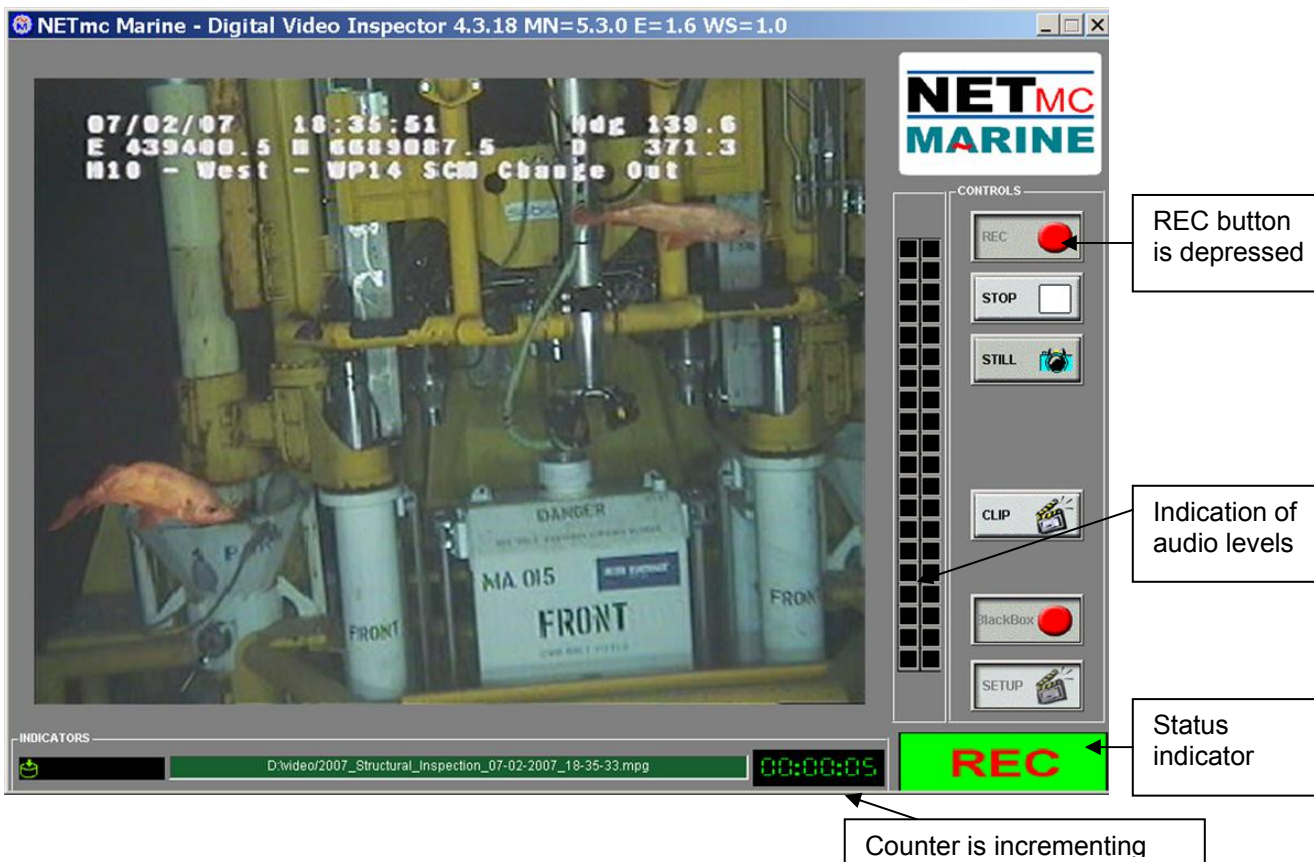 NETmc Marine - Digital Video Inspector 4.3.18 MN=5.3.0 E=1.6 WS=1.0
NETMC
MARINE
07/02/07 18:35:51 Hdg 139.6
E 439400.5 N 6689087.5 D 371.3
N10 - West - WP14 SCM Change Out
CONTROLS
REC
STOP
STILL
CLIP
BlackBox
SETUP
REC button
is depressed
Indication of
audio levels
Status
indicator
DANGER
MA 015
FRONT
FRONT
FRONT
INDICATORS
D:\video/2007_Structural_Inspection_07-02-2007_18-35-33.mpg
00:00:05
REC
Counter is incrementing